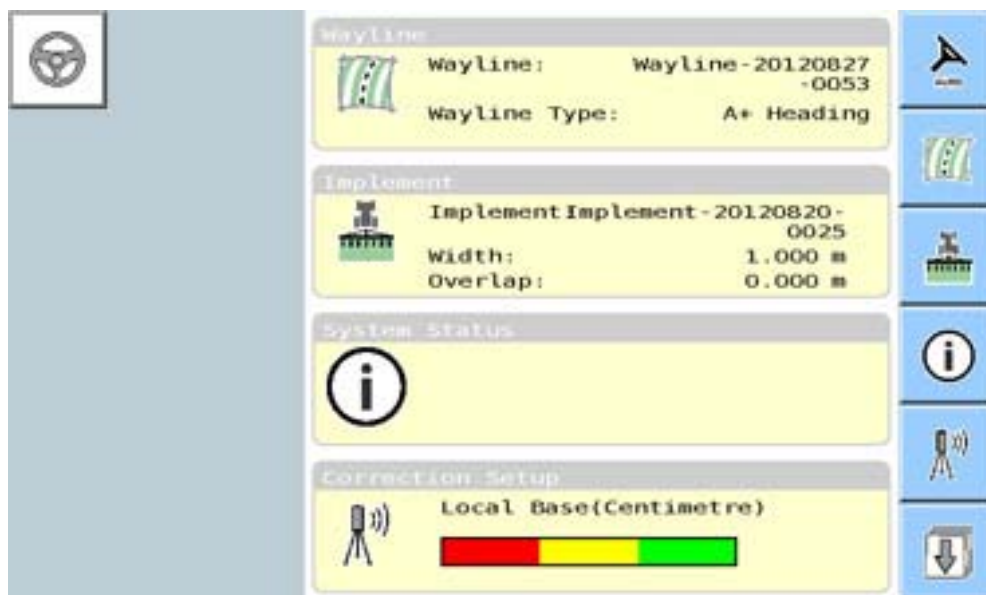 Wayline
Wayline: Wayline-20120827
-0053
Wayline Type: A+ Heading
Implement
Implement Implement-20120820-
0025
Width: 1.000 m
Overlap: 0.000 m
System Status
Correction Setup
Local Base(Centimetre)